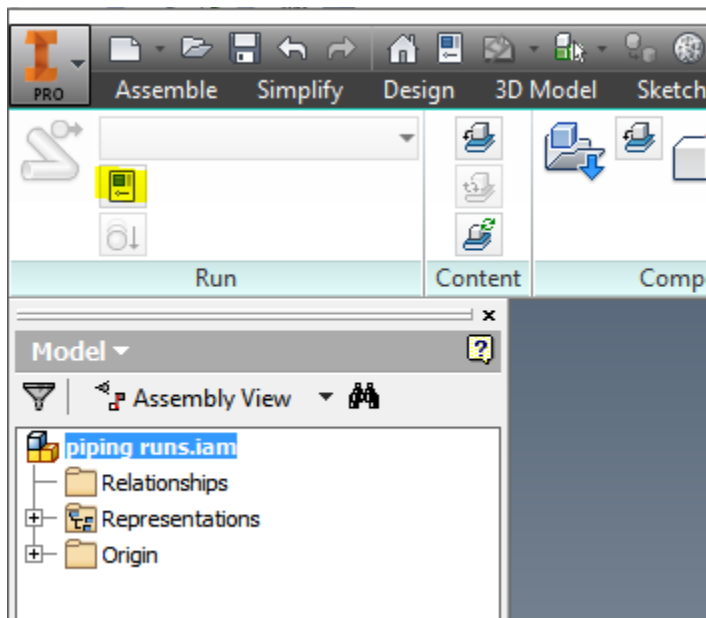 PRO
Assemble Simplify Design 3D Model Sketch
Run Content Comp
Model
Assembly View
piping runs.iam
Relationships
Representations
Origin